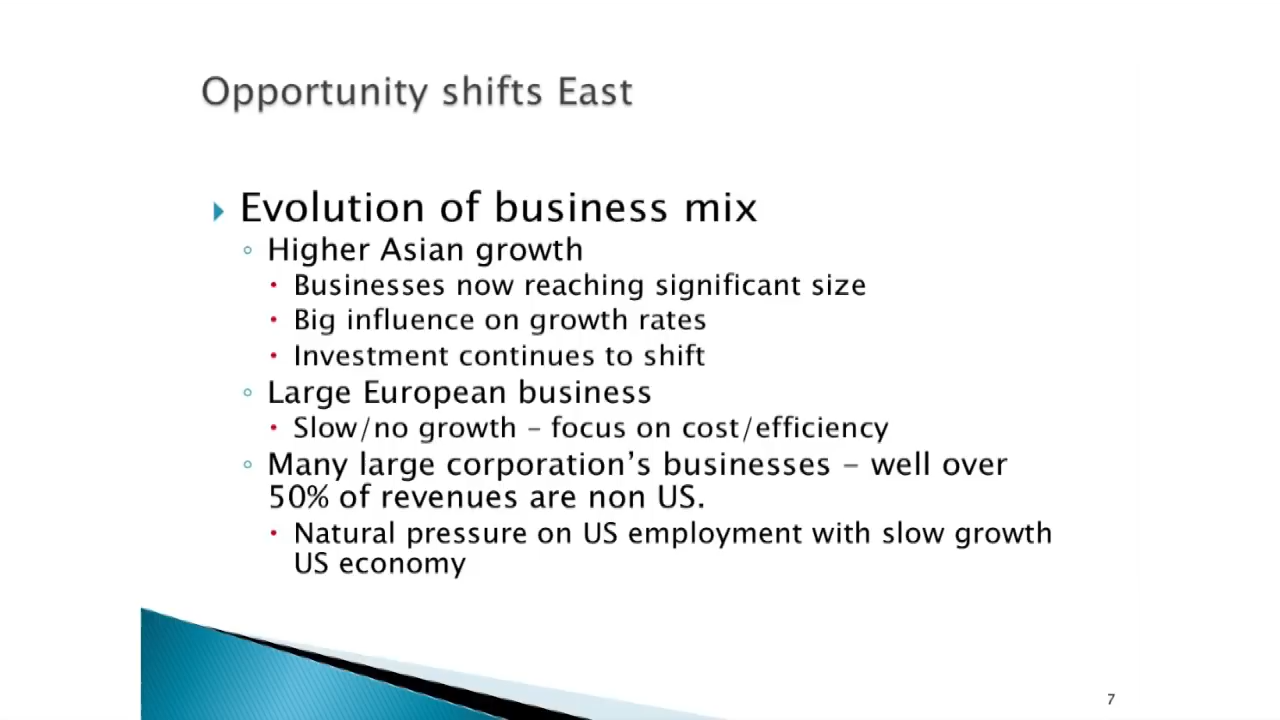 Opportunity shifts East
Evolution of business mix
Higher Asian growth
Businesses now reaching significant size
Big influence on growth rates
Investment continues to shift
Large European business
Slow/no growth – focus on cost/efficiency
Many large corporation’s businesses – well over
50% of revenues are non US.
Natural pressure on US employment with slow growth
US economy
7